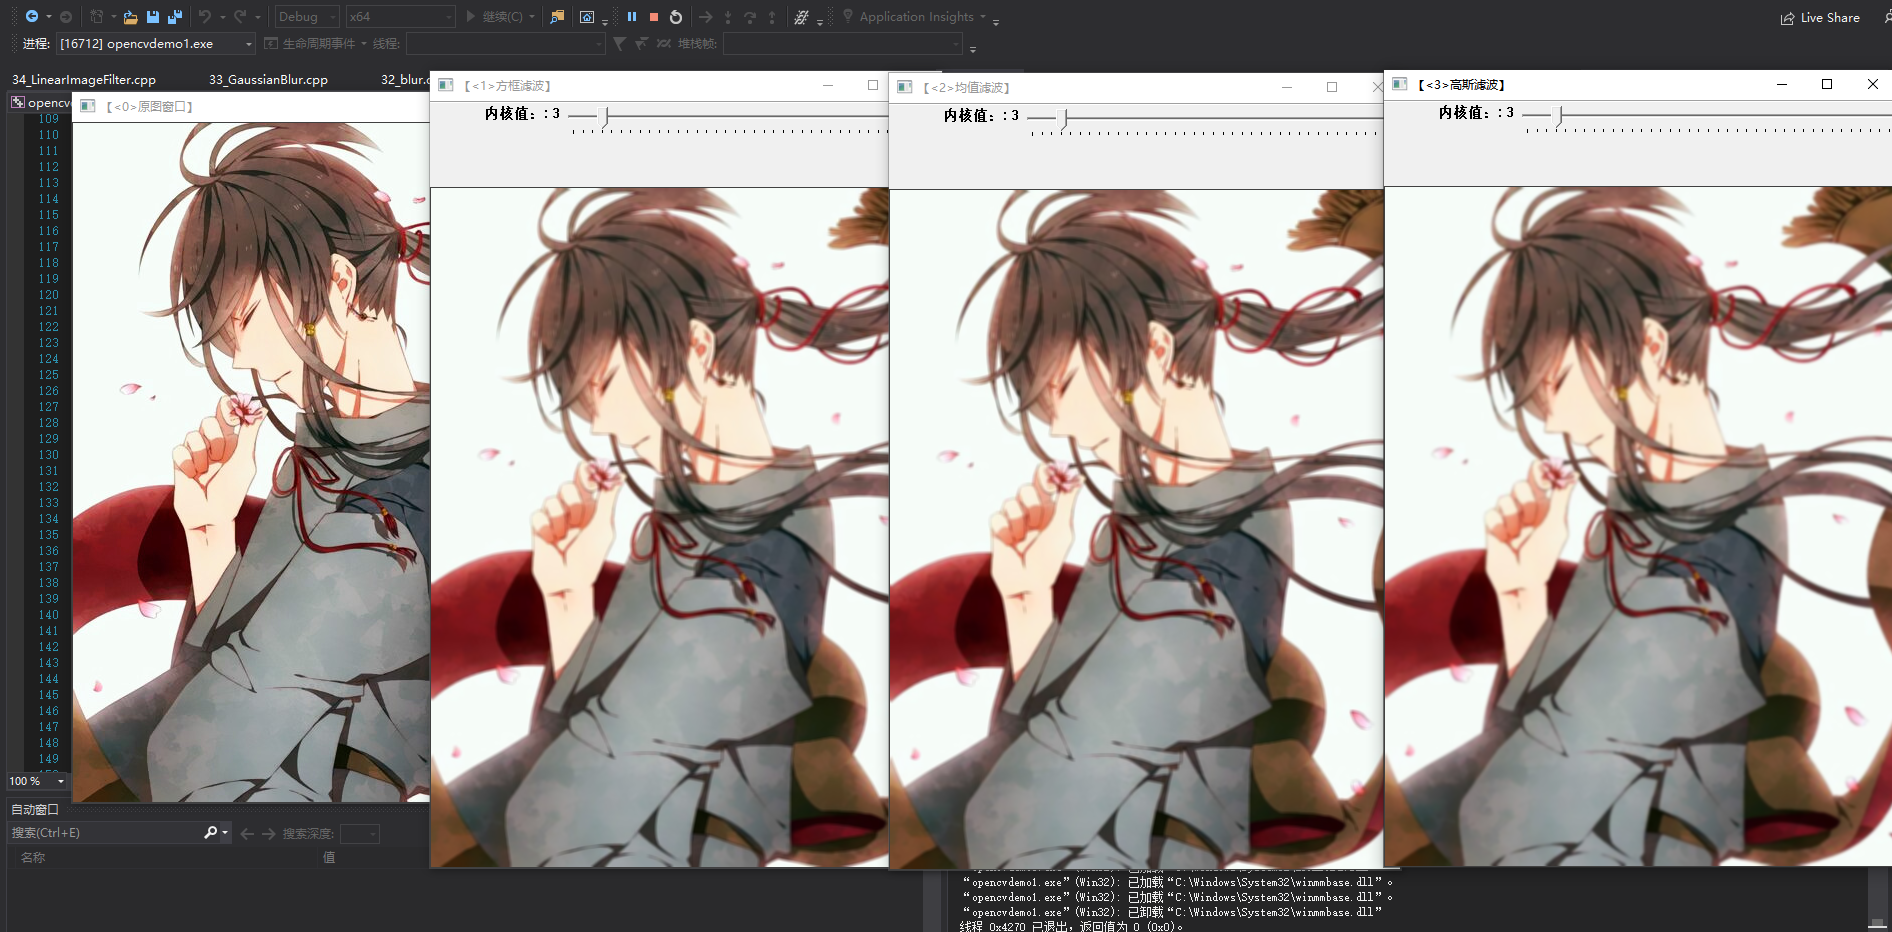 Debug
x64
继续(C)
Application Insights
Live Share
进程:
[16712] opencvdemo1.exe
生命周期事件
线程:
堆栈帧:
34_LinearImageFilter.cpp
33_GaussianBlur.cpp
32_blur.c
opencv
【<0>原图窗口】
【<1>方框滤波】
【<2>均值滤波】
【<3>高斯滤波】
内核值：: 3
内核值：: 3
内核值：: 3
109
110
111
112
113
114
115
116
117
118
119
120
121
122
123
124
125
126
127
128
129
130
131
132
133
134
135
136
137
138
139
140
141
142
143
144
145
146
147
148
149
100 %
自动窗口
搜索(Ctrl+E)
搜索深度:
名称
值
“opencvdemo1.exe”(Win32): 已加载“C:\Windows\System32\winmmbase.dll”。
“opencvdemo1.exe”(Win32): 已加载“C:\Windows\System32\winmmbase.dll”。
“opencvdemo1.exe”(Win32): 已卸载“C:\Windows\System32\winmmbase.dll”
线程 0x4270 已退出，返回值为 0 (0x0)。